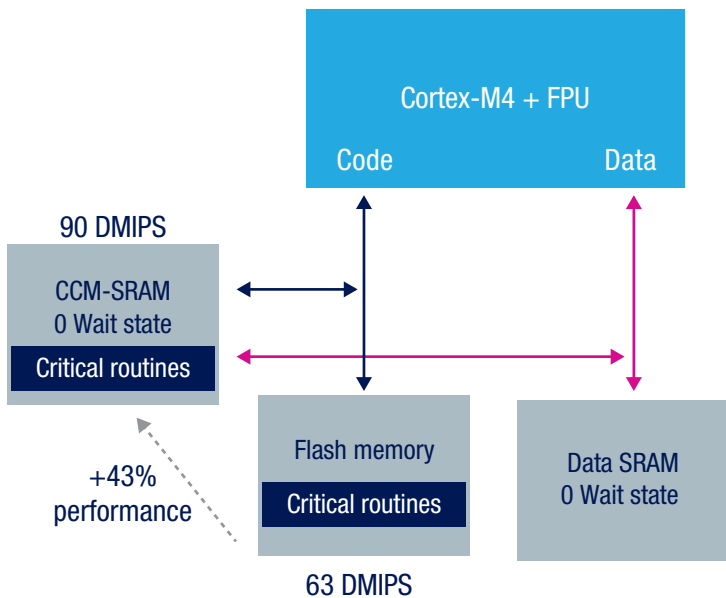 Cortex-M4 + FPU
Code
Data
90 DMIPS
CCM-SRAM
0 Wait state
Critical routines
Flash memory
Critical routines
Data SRAM
0 Wait state
+43%
performance
63 DMIPS